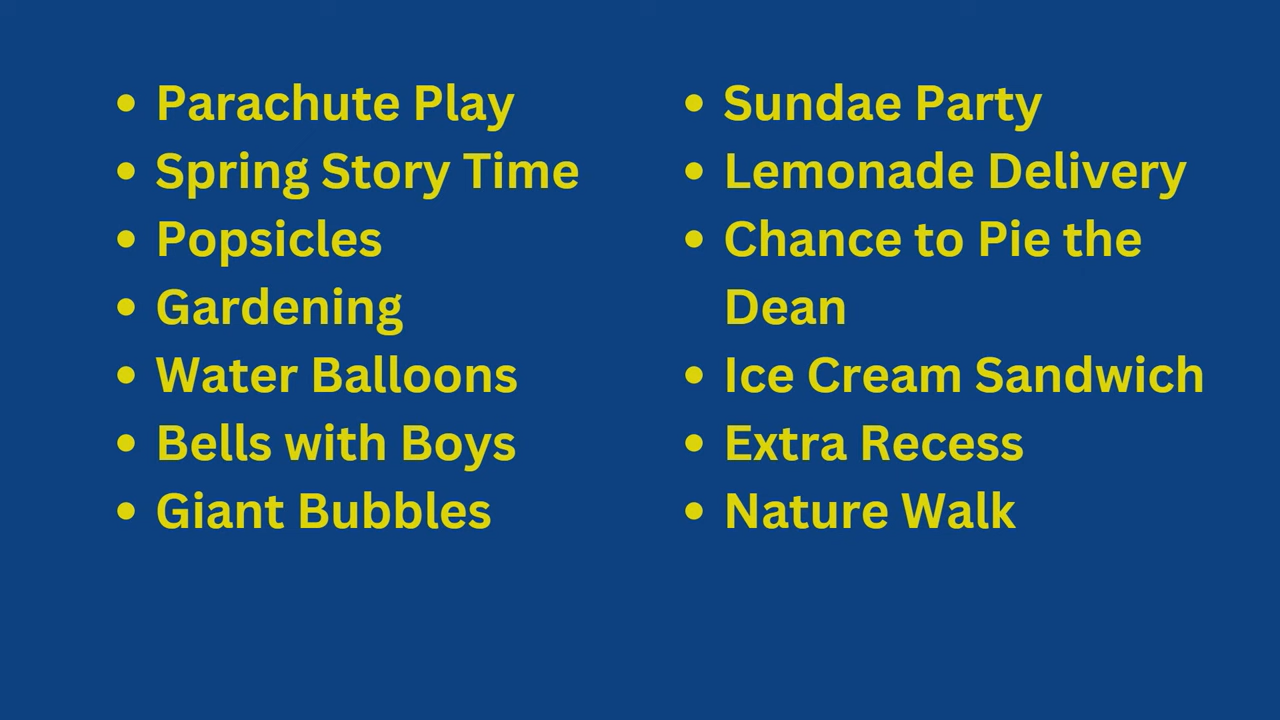 • Parachute Play
• Spring Story Time
• Popsicles
• Gardening
• Water Balloons
• Bells with Boys
• Giant Bubbles
• Sundae Party
• Lemonade Delivery
• Chance to Pie the
Dean
• Ice Cream Sandwich
• Extra Recess
• Nature Walk